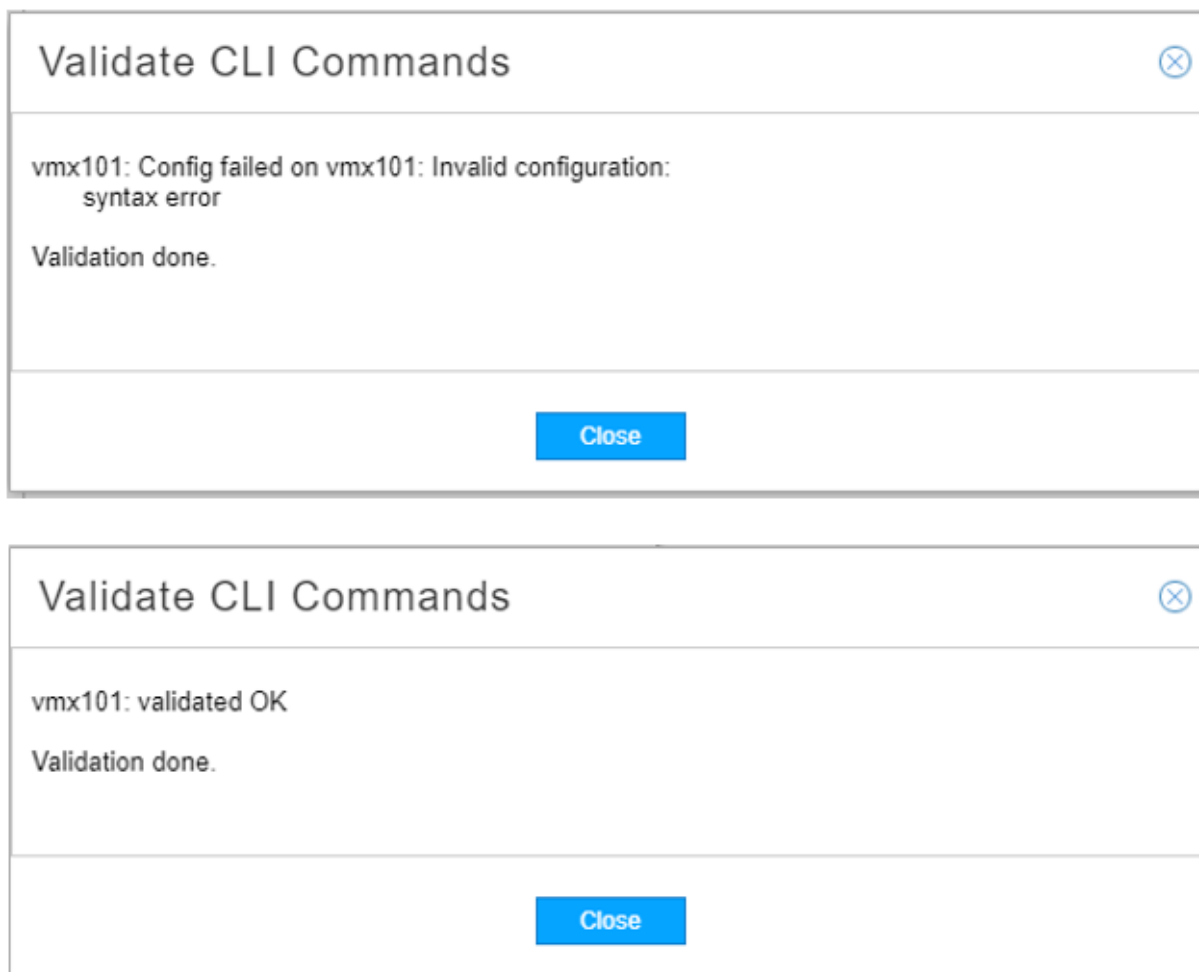 Validate CLI Commands
vmx101: Config failed on vmx101: Invalid configuration:
syntax error
Validation done.
Close
Validate CLI Commands
vmx101: validated OK
Validation done.
Close